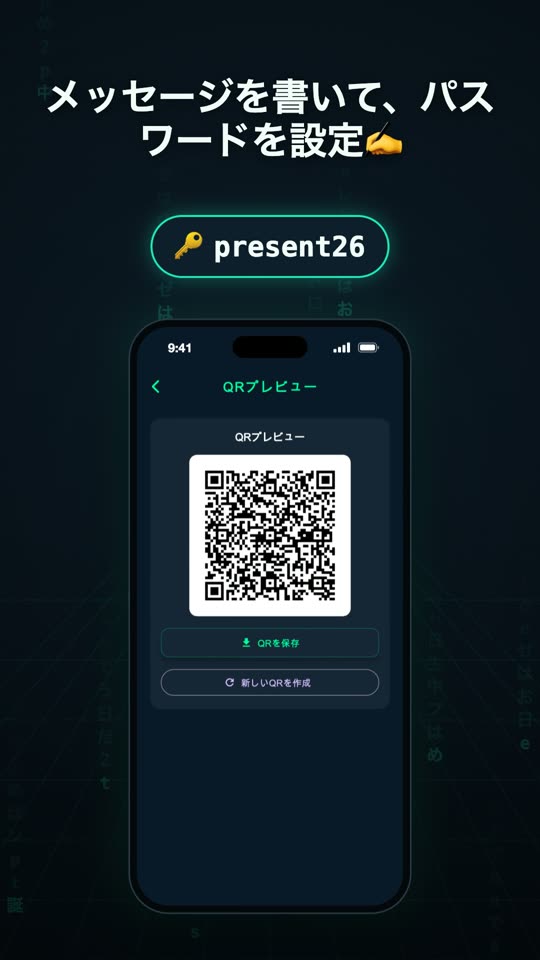 メッセージを書いて、パス
ワードを設定✍️
🔑 present26
9:41
QRプレビュー
QRプレビュー
QRを保存
新しいQRを作成